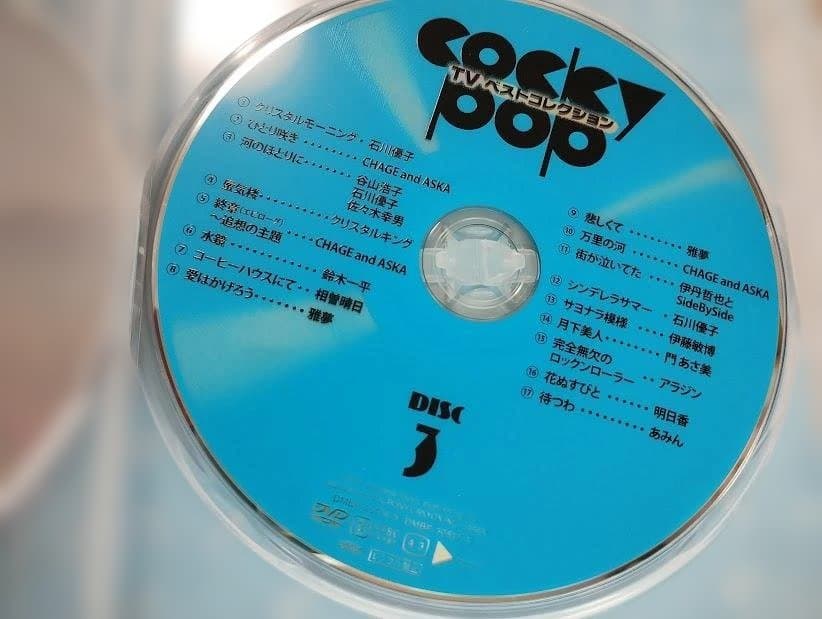 cocky
pop
TVベストコレクション
① クリスタルモーニング・石川優子
② ひとり咲き‥‥‥‥CHAGE and ASKA
③ 河のほとりに‥‥‥谷山浩子
石川優子
佐々木幸男
④ 蜃気楼‥‥‥‥‥クリスタルキング
⑤ 終章(エピローグ)
～追想の主題‥‥CHAGE and ASKA
⑥ 水鏡‥‥‥‥‥‥鈴木一平
⑦ コーヒーハウスにて‥相曽晴日
⑧ 愛はかげろう‥‥‥‥雅夢
⑨ 悲しくて‥‥‥‥雅夢
⑩ 万里の河‥‥‥‥CHAGE and ASKA
⑪ 街が泣いてた‥‥伊丹哲也と
SideBySide
⑫ シンデレラサマー・石川優子
⑬ サヨナラ模様‥‥伊藤敏博
⑭ 月下美人‥‥‥‥門 あさ美
⑮ 完全無欠の
ロックンローラー‥アラジン
⑯ 花ぬすびと‥‥‥明日香
⑰ 待つわ‥‥‥‥‥あみん
DISC
3
DVD
4:3